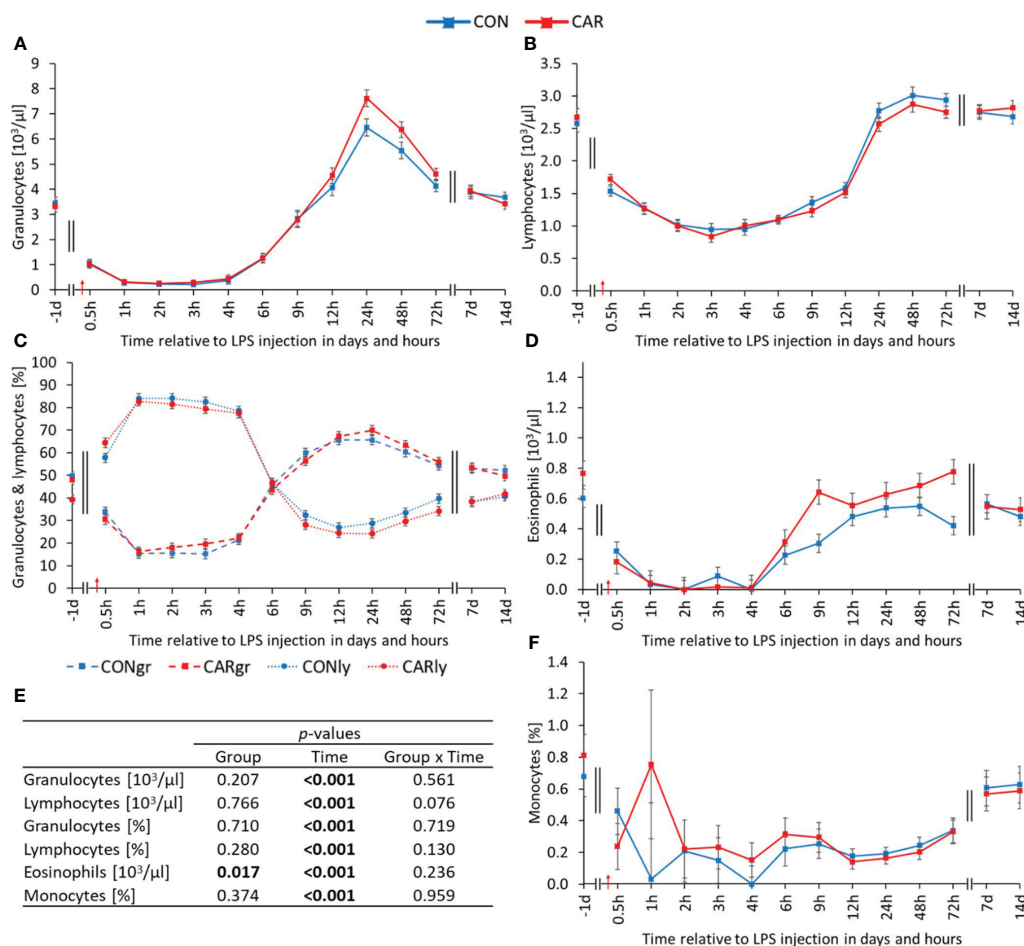 CON CAR
A
Granulocytes [10³/µl]
9
8
7
6
5
4
3
2
1
0
-1d 0.5h 1h 2h 3h 4h 6h 9h 12h 24h 48h 72h 7d 14d
Time relative to LPS injection in days and hours
B
Lymphocytes [10³/µl]
3.5
3.0
2.5
2.0
1.5
1.0
0.5
0.0
-1d 0.5h 1h 2h 3h 4h 6h 9h 12h 24h 48h 72h 7d 14d
Time relative to LPS injection in days and hours
C
Granulocytes & lymphocytes [%]
100
90
80
70
60
50
40
30
20
10
0
-1d 0.5h 1h 2h 3h 4h 6h 9h 12h 24h 48h 72h 7d 14d
Time relative to LPS injection in days and hours
CONgr CARgr CONly CARly
D
Eosinophils [10³/µl]
1.4
1.2
1.0
0.8
0.6
0.4
0.2
0.0
-1d 0.5h 1h 2h 3h 4h 6h 9h 12h 24h 48h 72h 7d 14d
Time relative to LPS injection in days and hours
E
p-values
Group Time Group x Time
Granulocytes [10³/µl] 0.207 <0.001 0.561
Lymphocytes [10³/µl] 0.766 <0.001 0.076
Granulocytes [%] 0.710 <0.001 0.719
Lymphocytes [%] 0.280 <0.001 0.130
Eosinophils [10³/µl] 0.017 <0.001 0.236
Monocytes [%] 0.374 <0.001 0.959
F
Monocytes [%]
1.4
1.2
1.0
0.8
0.6
0.4
0.2
0.0
-1d 0.5h 1h 2h 3h 4h 6h 9h 12h 24h 48h 72h 7d 14d
Time relative to LPS injection in days and hours